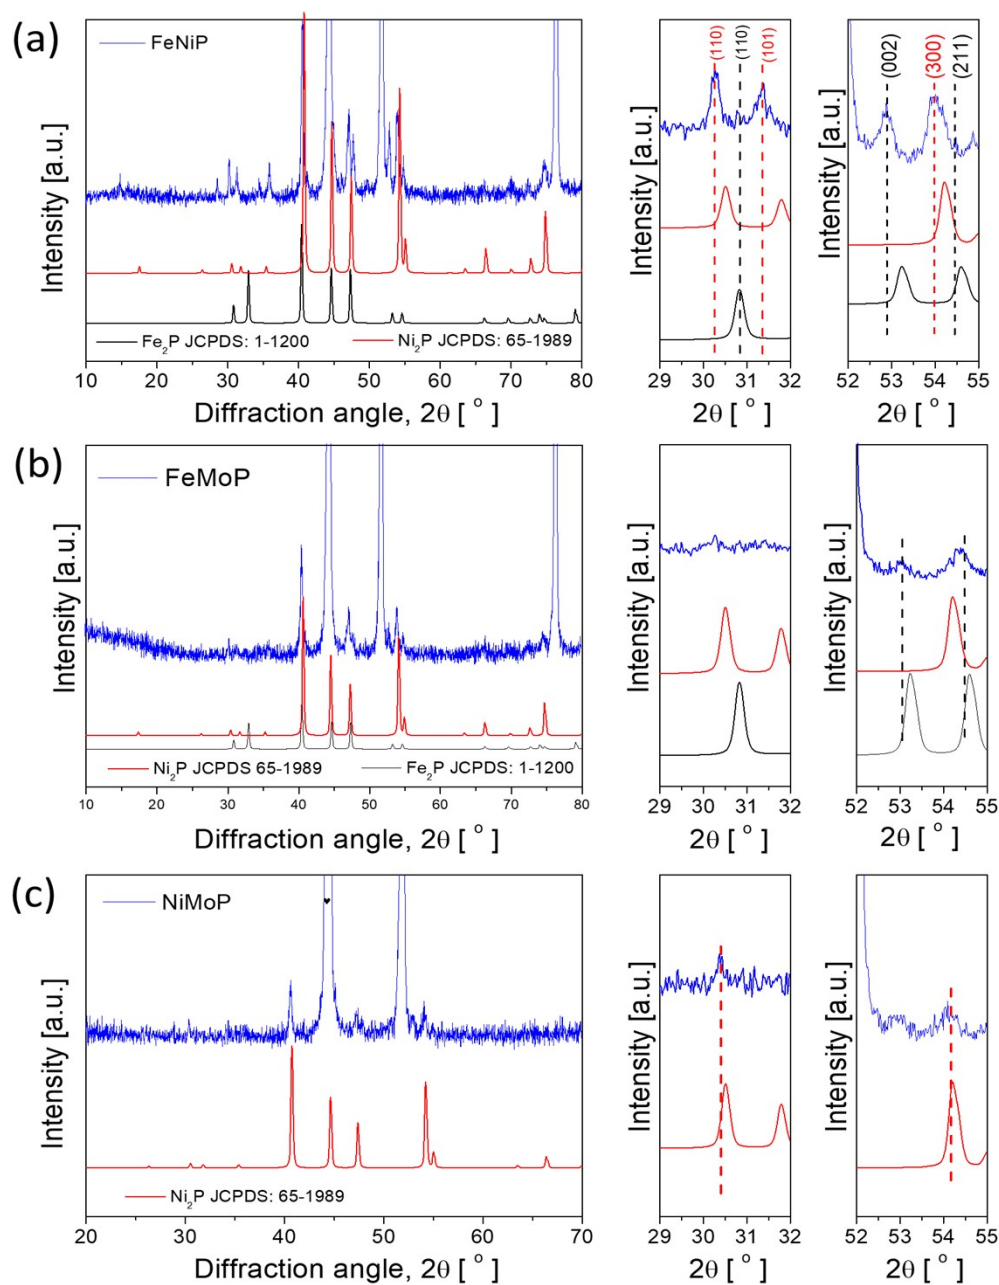 (a)
FeNiP
Intensity [a.u.]
Fe2P JCPDS: 1-1200
Ni2P JCPDS: 65-1989
10 20 30 40 50 60 70 80
Diffraction angle, 2θ [ ° ]
Intensity [a.u.]
(110)
(110)
(101)
29 30 31 32
2θ [ ° ]
Intensity [a.u.]
(002)
(300)
(211)
52 53 54 55
2θ [ ° ]
(b)
FeMoP
Intensity [a.u.]
Ni2P JCPDS 65-1989
Fe2P JCPDS: 1-1200
10 20 30 40 50 60 70 80
Diffraction angle, 2θ [ ° ]
Intensity [a.u.]
29 30 31 32
2θ [ ° ]
Intensity [a.u.]
52 53 54 55
2θ [ ° ]
(c)
NiMoP
Intensity [a.u.]
Ni2P JCPDS: 65-1989
20 30 40 50 60 70
Diffraction angle, 2θ [ ° ]
Intensity [a.u.]
29 30 31 32
2θ [ ° ]
Intensity [a.u.]
52 53 54 55
2θ [ ° ]